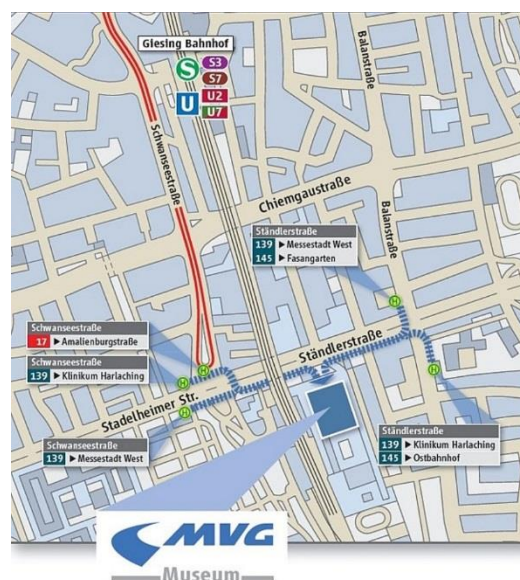 Giesing Bahnhof
S
S3
S7
U
U2
U7
Balanstraße
Schwanseestraße
Chiemgaustraße
Balanstraße
Ständlerstraße
139 ▶ Messestadt West
145 ▶ Fasangarten
H
Schwanseestraße
17 ▶ Amalienburgstraße
Schwanseestraße
139 ▶ Klinikum Harlaching
H
H
H
H
Ständlerstraße
Stadelheimer Str.
Schwanseestraße
139 ▶ Messestadt West
Ständlerstraße
139 ▶ Klinikum Harlaching
145 ▶ Ostbahnhof
MVG
Museum